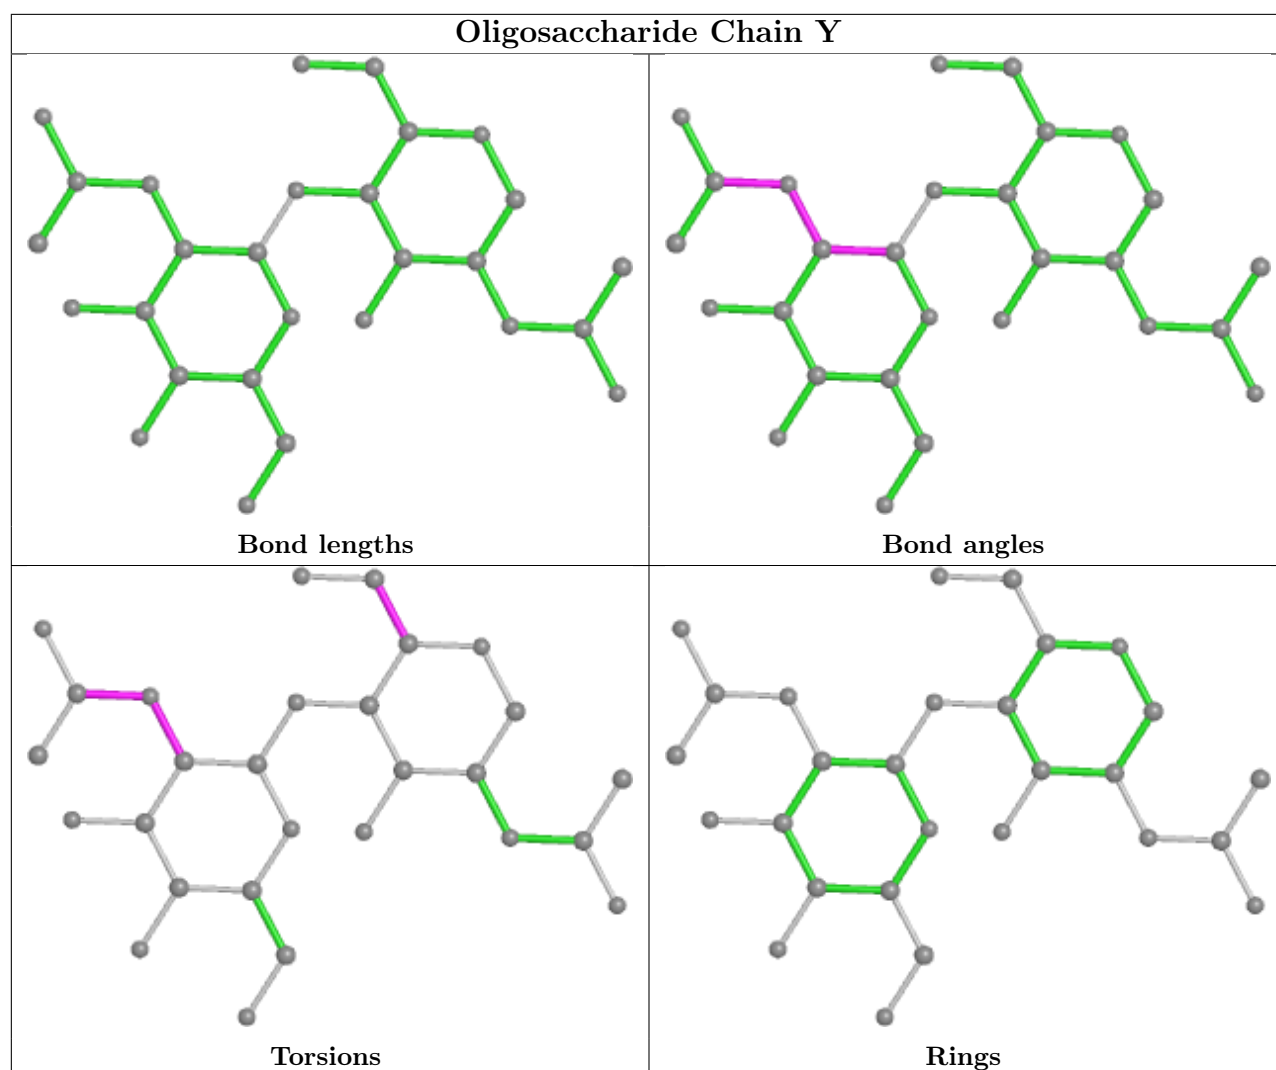 Oligosaccharide Chain Y
Bond lengths
Bond angles
Torsions
Rings